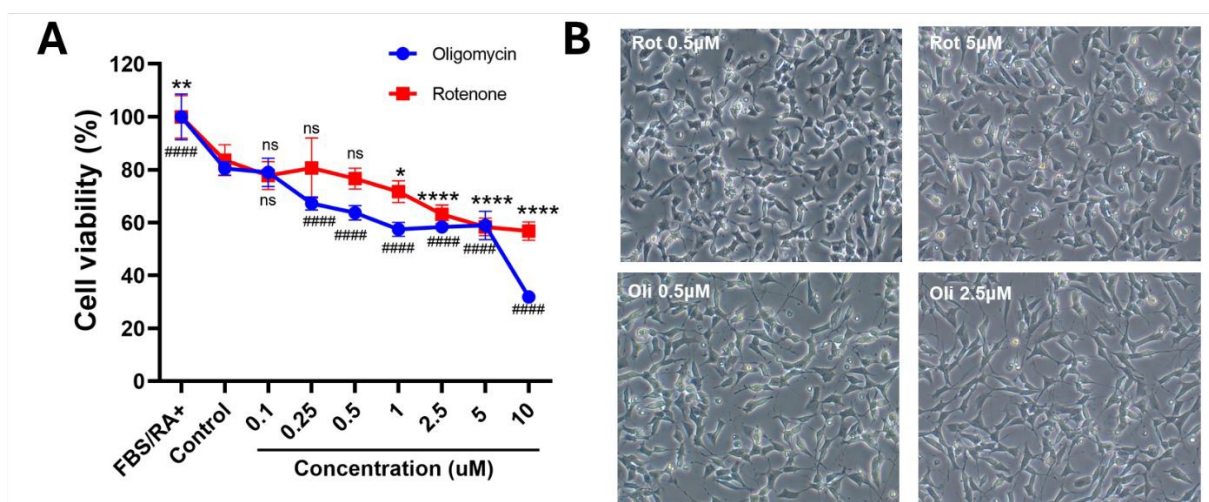 A
B
Cell viability (%)
120
100
80
60
40
20
0
Oligomycin
Rotenone
**
####
ns
ns
####
ns
####
*
####
****
####
****
####
****
####
FBS/RA+
Control
0.1
0.25
0.5
1
2.5
5
10
Concentration (uM)
Rot 0.5µM
Rot 5µM
Oli 0.5µM
Oli 2.5µM